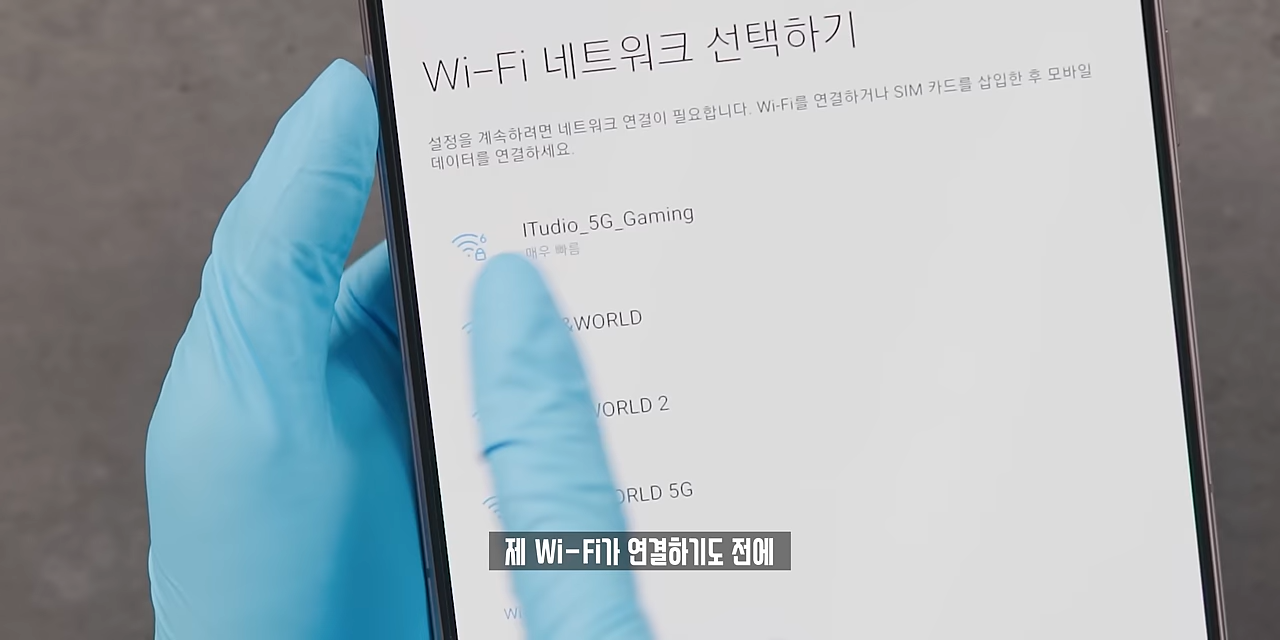 Wi-Fi 네트워크 선택하기
설정을 계속하려면 네트워크 연결이 필요합니다. Wi-Fi를 연결하거나 SIM 카드를 삽입한 후 모바일
데이터를 연결하세요.
ITudio_5G_Gaming
매우 빠름
&WORLD
WORLD 2
ORLD 5G
제 Wi-Fi가 연결하기도 전에